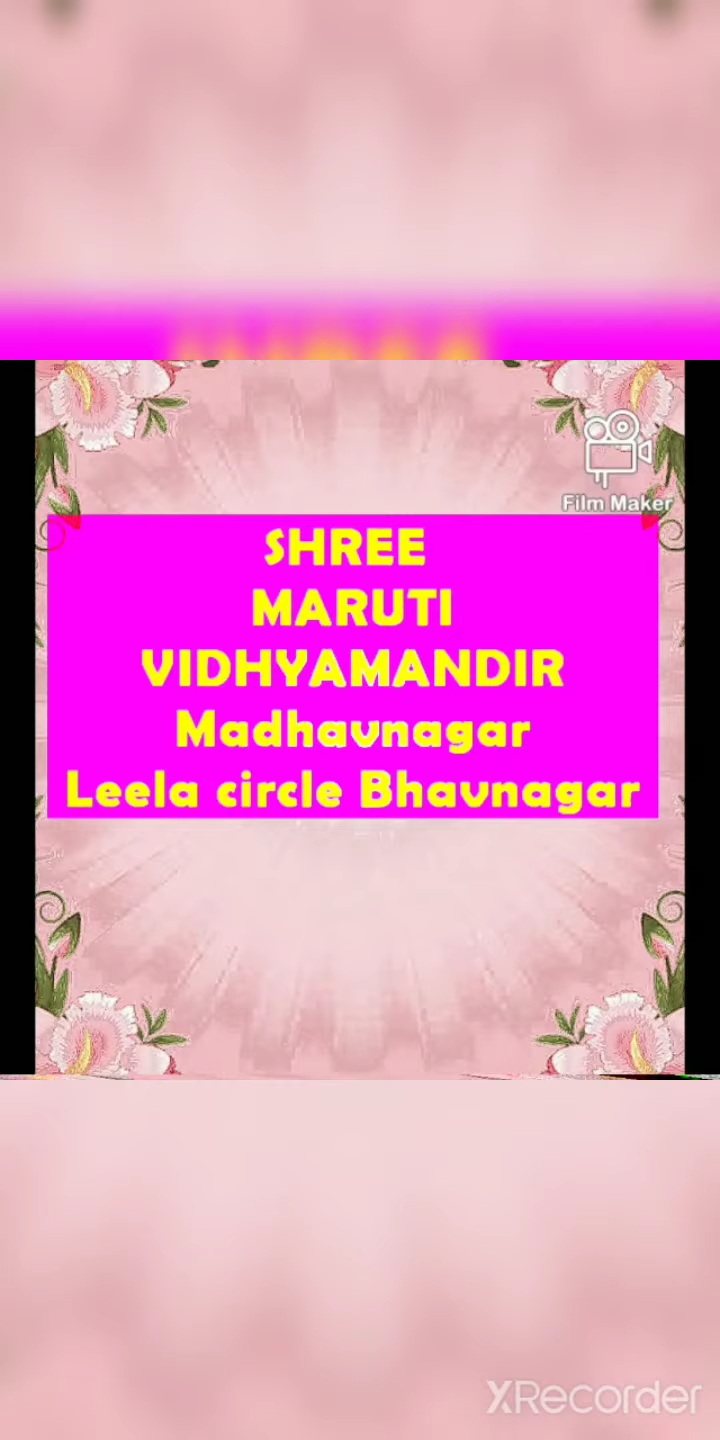 Film Maker
SHREE
MARUTI
VIDHYAMANDIR
Madhavnagar
Leela circle Bhavnagar
XRecorder